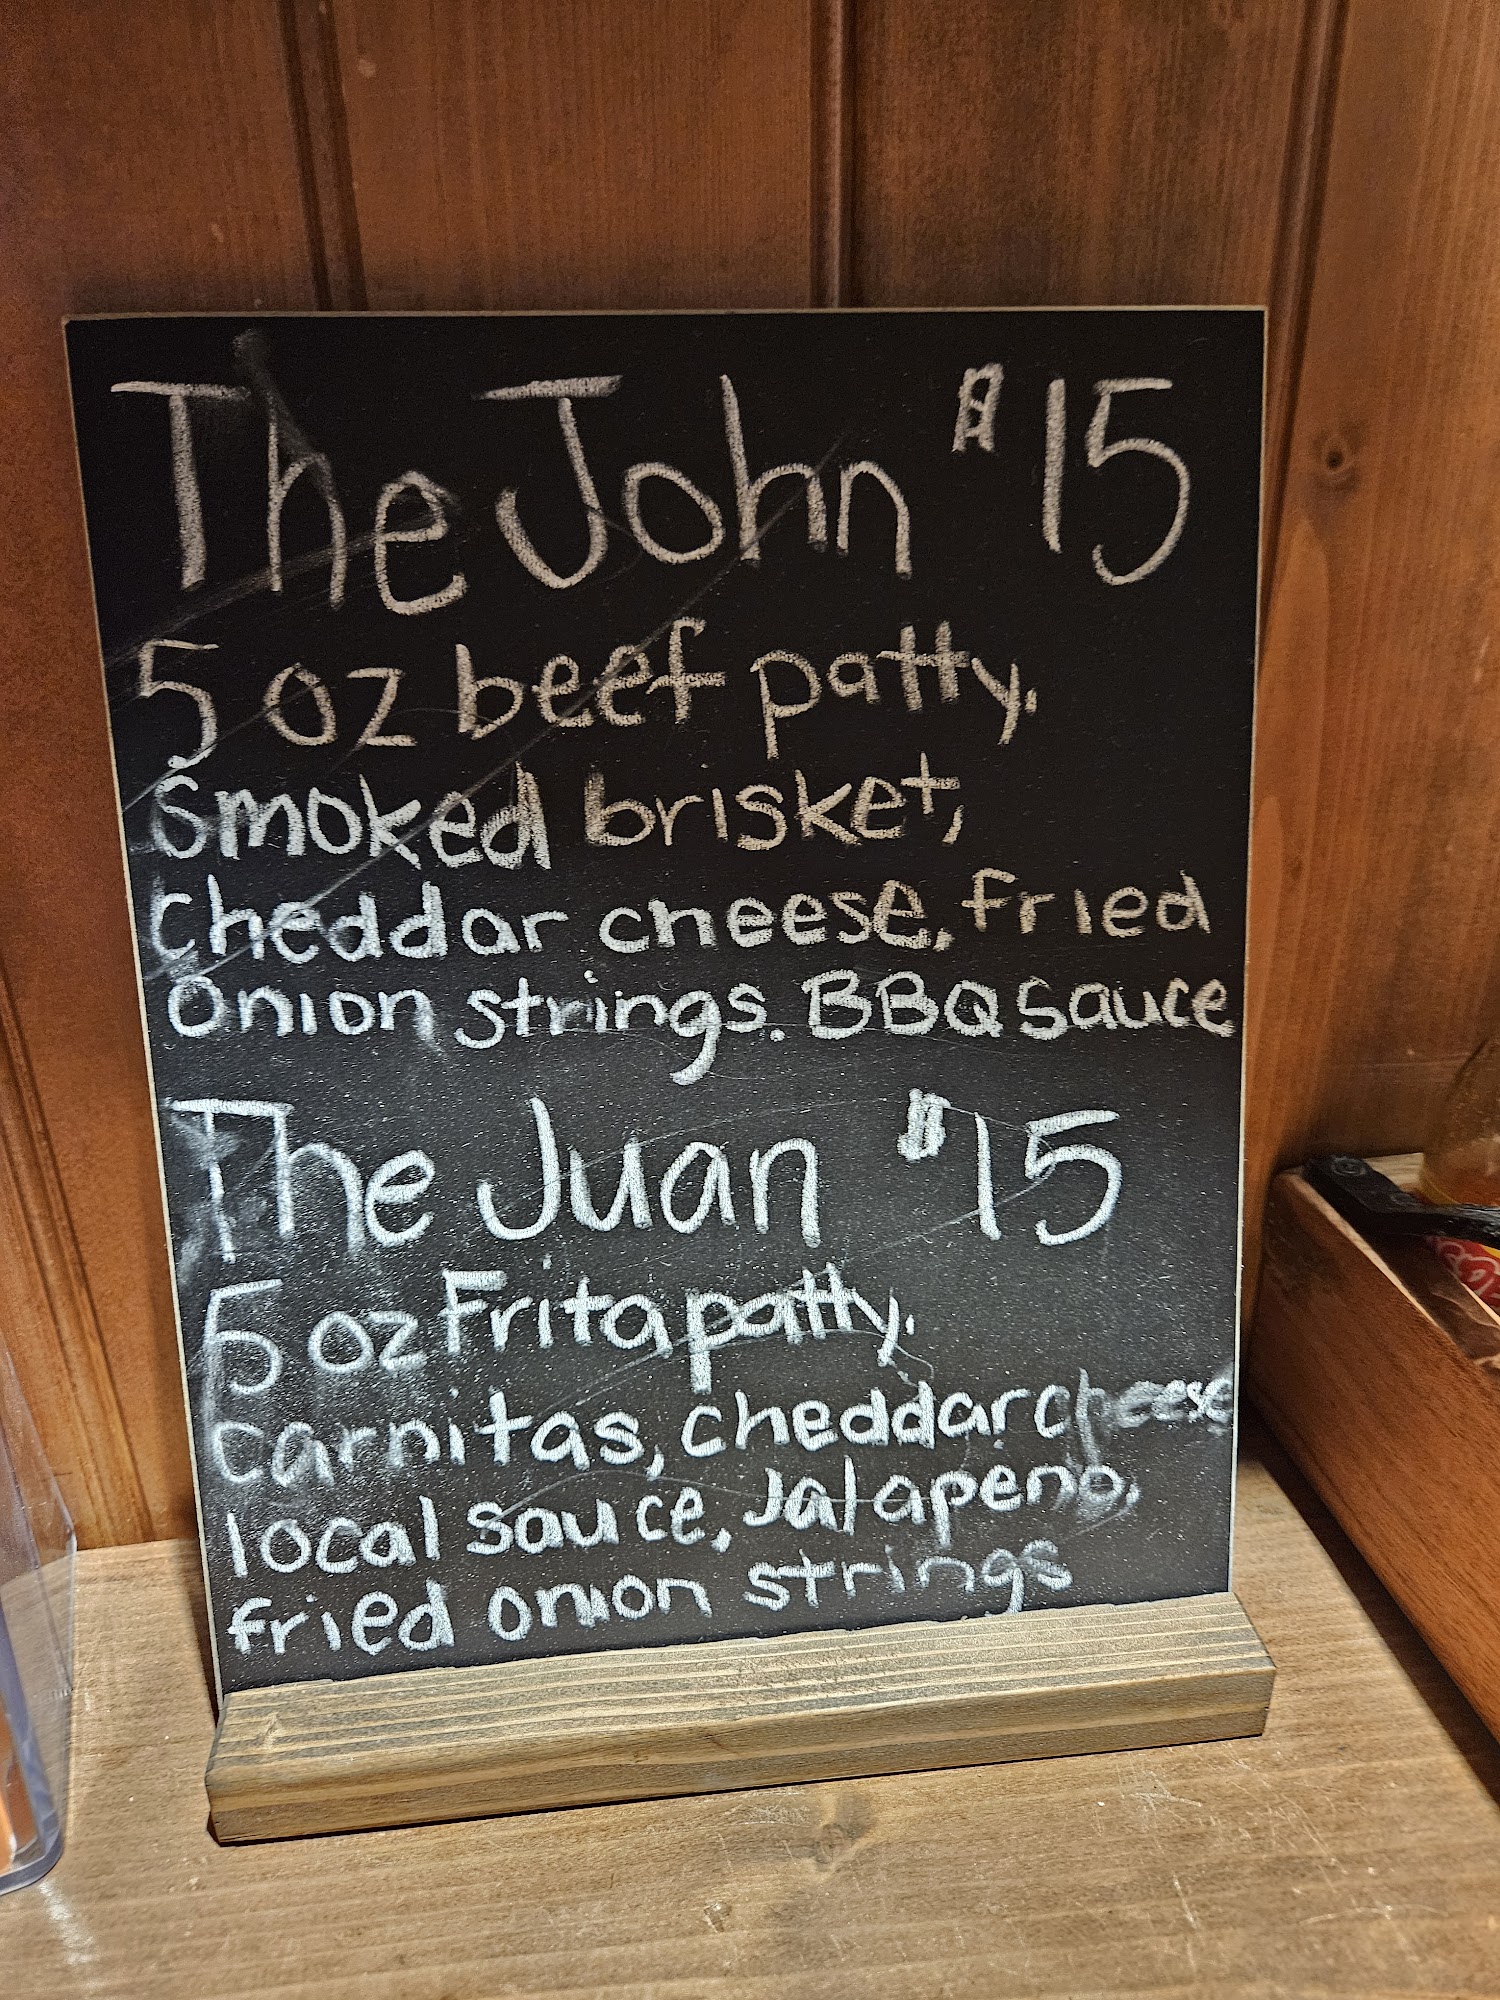 The John $15
5 oz beef patty,
smoked brisket,
cheddar cheese, fried
onion strings. BBQ sauce
The Juan $15
5 oz Frita patty,
carnitas, cheddar cheese
local sauce, Jalapeno,
fried onion strings